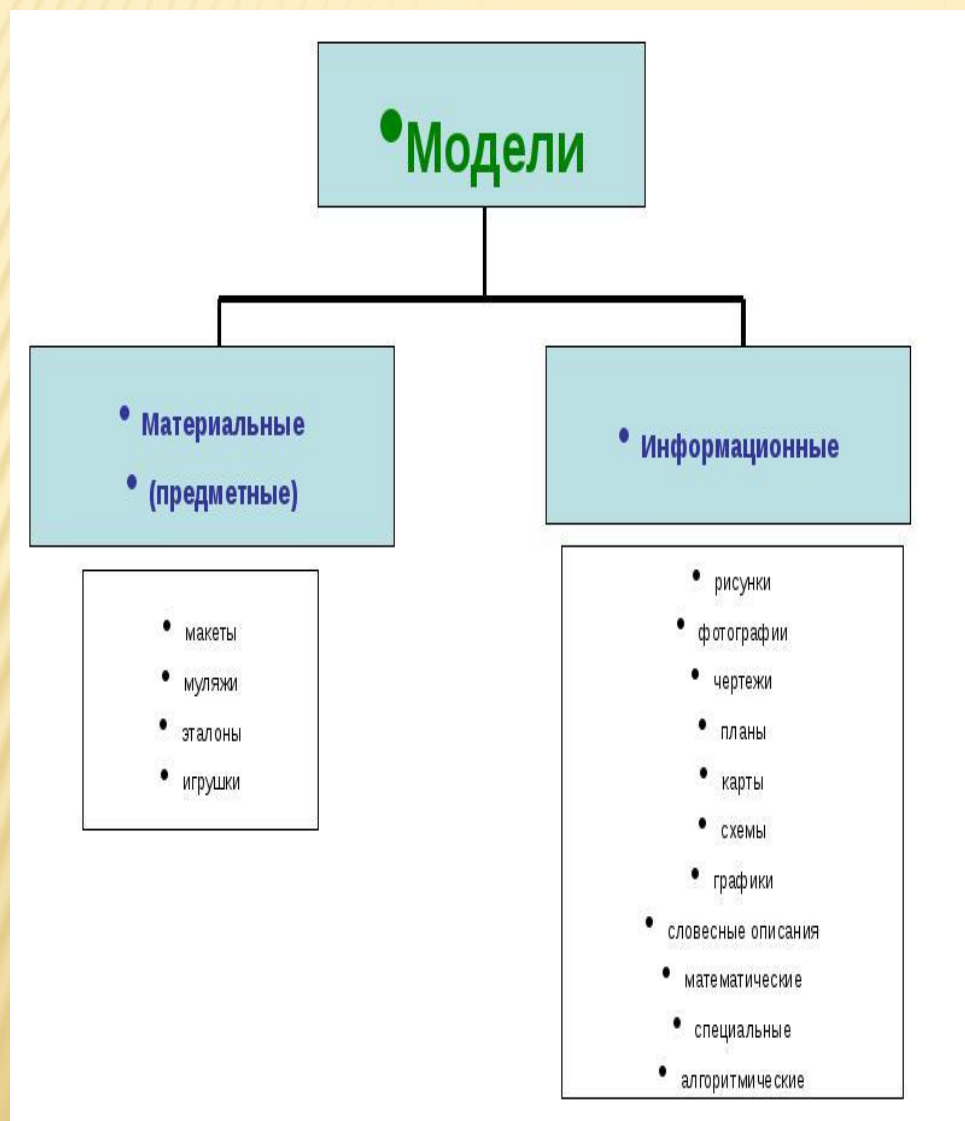 •Модели
• Материальные
• (предметные)
• Информационные
• макеты
• муляжи
• эталоны
• игрушки
• рисунки
• фотографии
• чертежи
• планы
• карты
• схемы
• графики
• словесные описания
• математические
• специальные
• алгоритмические